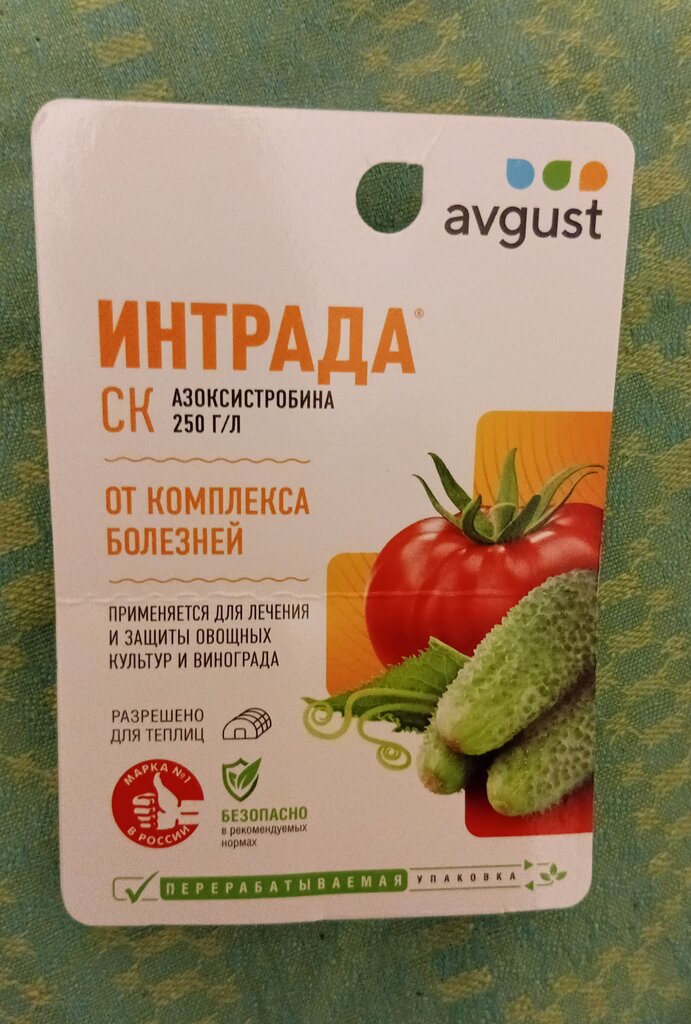 avgust
ИНТРАДА®
СК
АЗОКСИСТРОБИНА
250 Г/Л
ОТ КОМПЛЕКСА
БОЛЕЗНЕЙ
ПРИМЕНЯЕТСЯ ДЛЯ ЛЕЧЕНИЯ
И ЗАЩИТЫ ОВОЩНЫХ
КУЛЬТУР И ВИНОГРАДА
РАЗРЕШЕНО
ДЛЯ ТЕПЛИЦ
МАРКА №1
В РОССИИ
БЕЗОПАСНО
в рекомендуемых
нормах
ПЕРЕРАБАТЫВАЕМАЯ УПАКОВКА